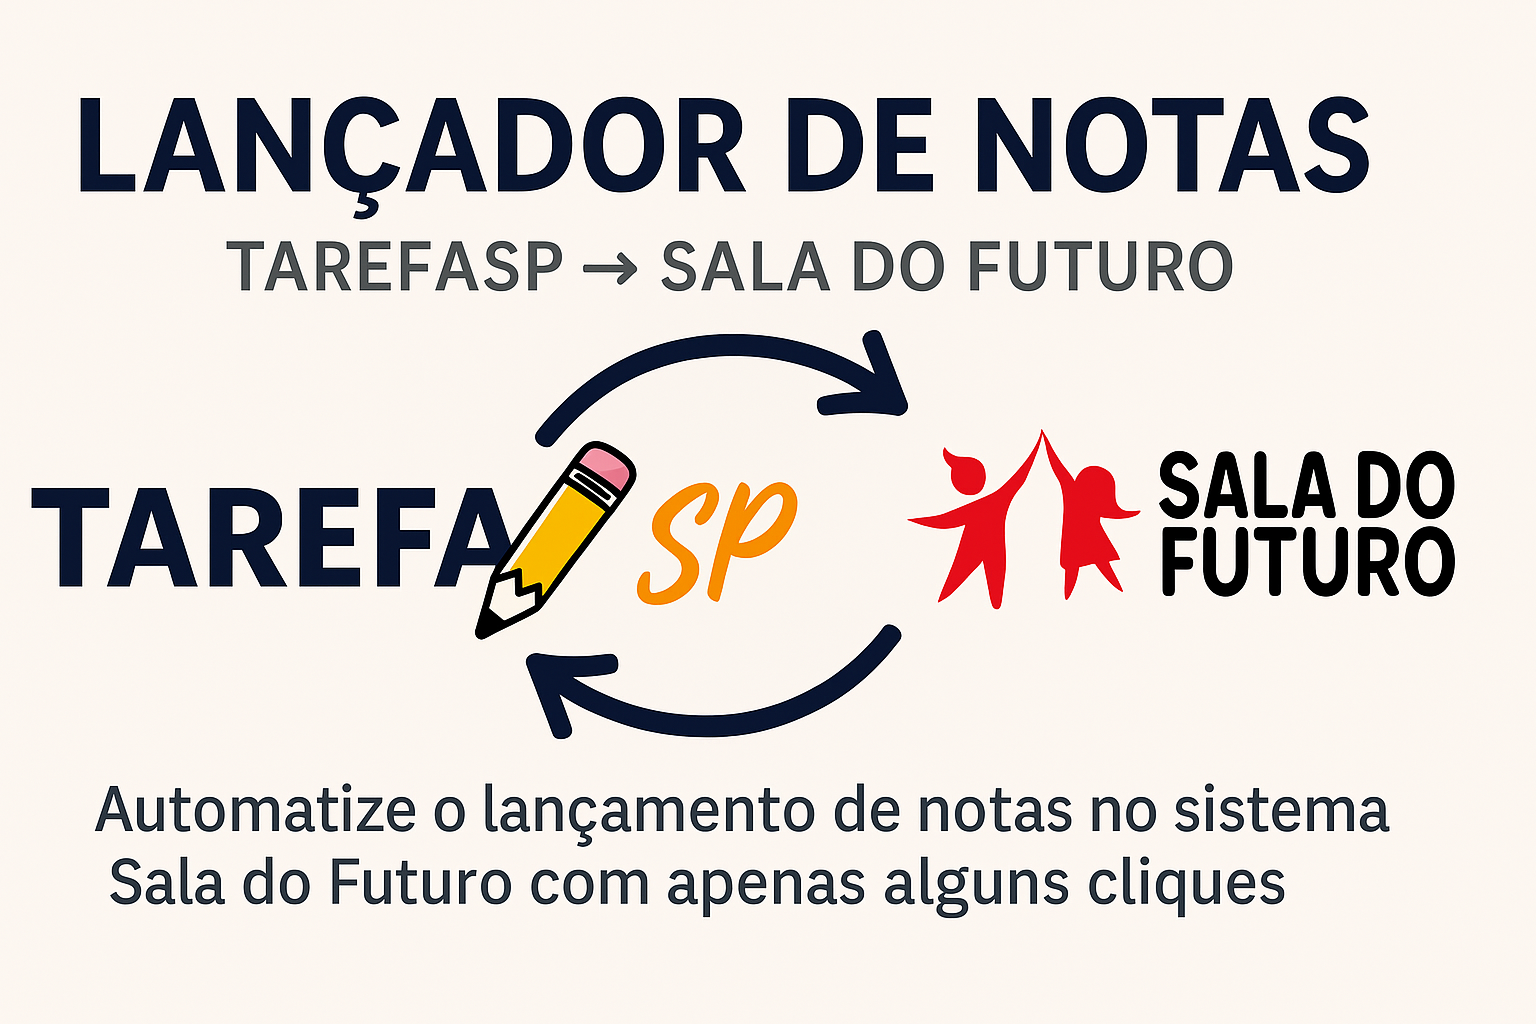 LANÇADOR DE NOTAS
TAREFASP → SALA DO FUTURO
TAREFA SP
SALA DO
FUTURO
Automatize o lançamento de notas no sistema
Sala do Futuro com apenas alguns cliques